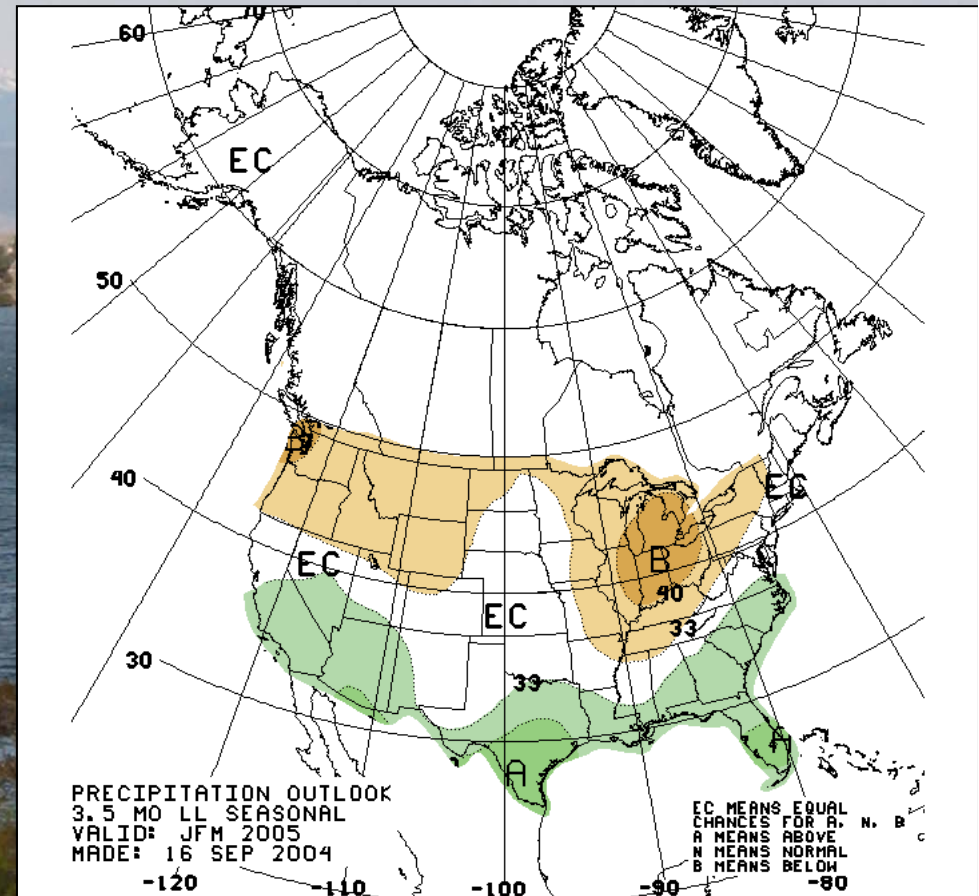 70
60
EC
50
B
40
EC
EC
B
EC
40
33
30
33
A
A
PRECIPITATION OUTLOOK
3.5 MO LL SEASONAL
VALID: JFM 2005
MADE: 16 SEP 2004
EC MEANS EQUAL
CHANCES FOR A, N, B
A MEANS ABOVE
N MEANS NORMAL
B MEANS BELOW
-120
-110
-100
-90
-80